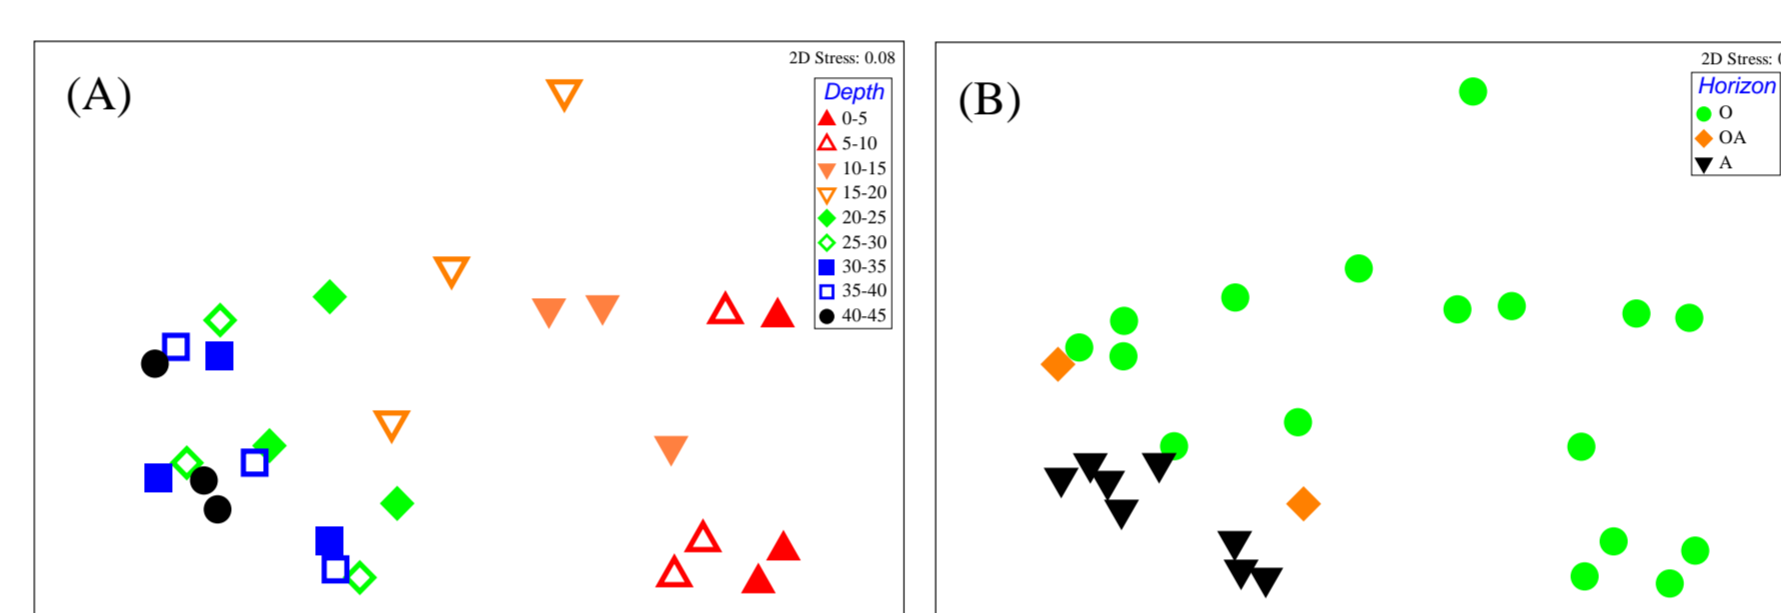 2D Stress: 0.08
(A)
Depth
0-5
5-10
10-15
15-20
20-25
25-30
30-35
35-40
40-45
2D Stress:
(B)
Horizon
O
OA
A